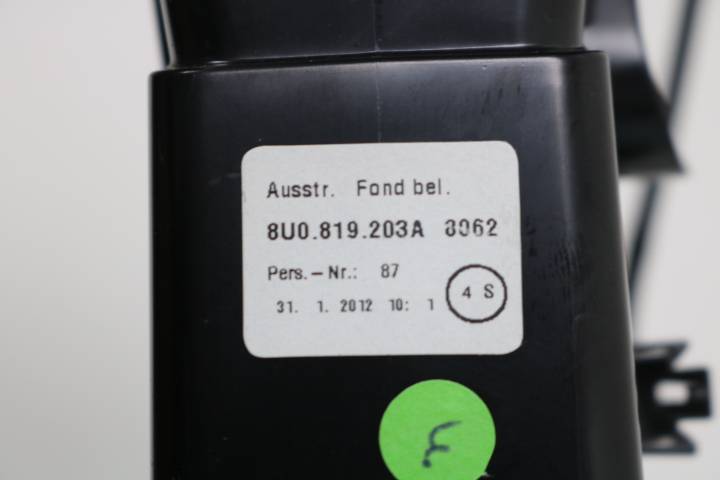 Ausstr. Fond bel.
8U0.819.203A 8062
Pers.–Nr.: 87
31. 1. 2012 10: 1
4 S